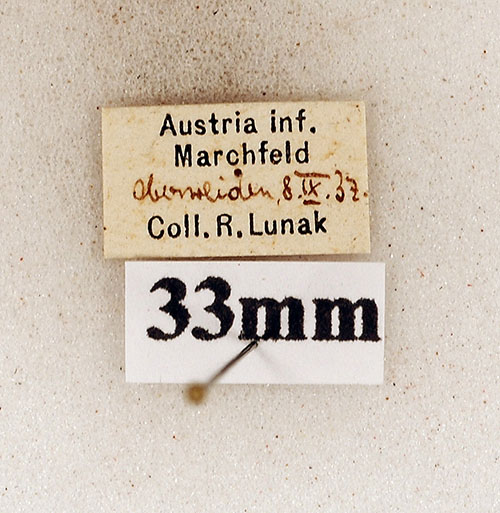 Austria inf.
Marchfeld
Oberweiden, 8.IX.37.
Coll. R. Lunak
33mm